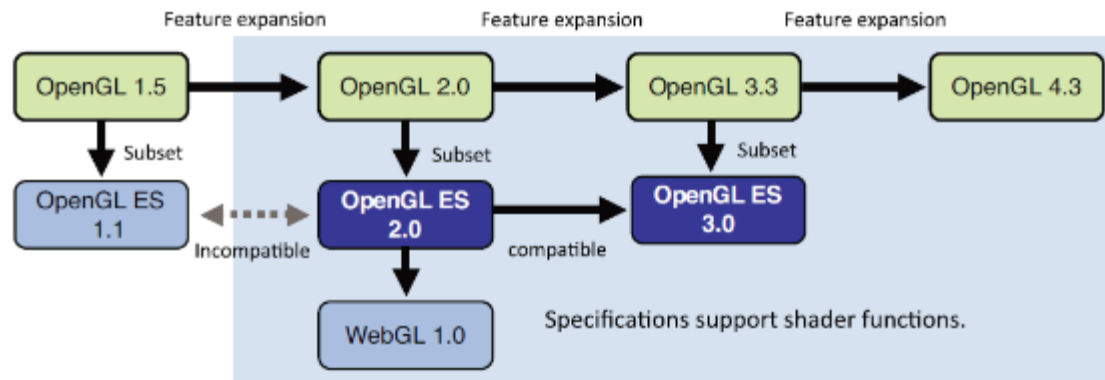 Feature expansion
Feature expansion
Feature expansion
OpenGL 1.5
OpenGL 2.0
OpenGL 3.3
OpenGL 4.3
Subset
Subset
Subset
OpenGL ES
1.1
Incompatible
OpenGL ES
2.0
compatible
OpenGL ES
3.0
WebGL 1.0
Specifications support shader functions.